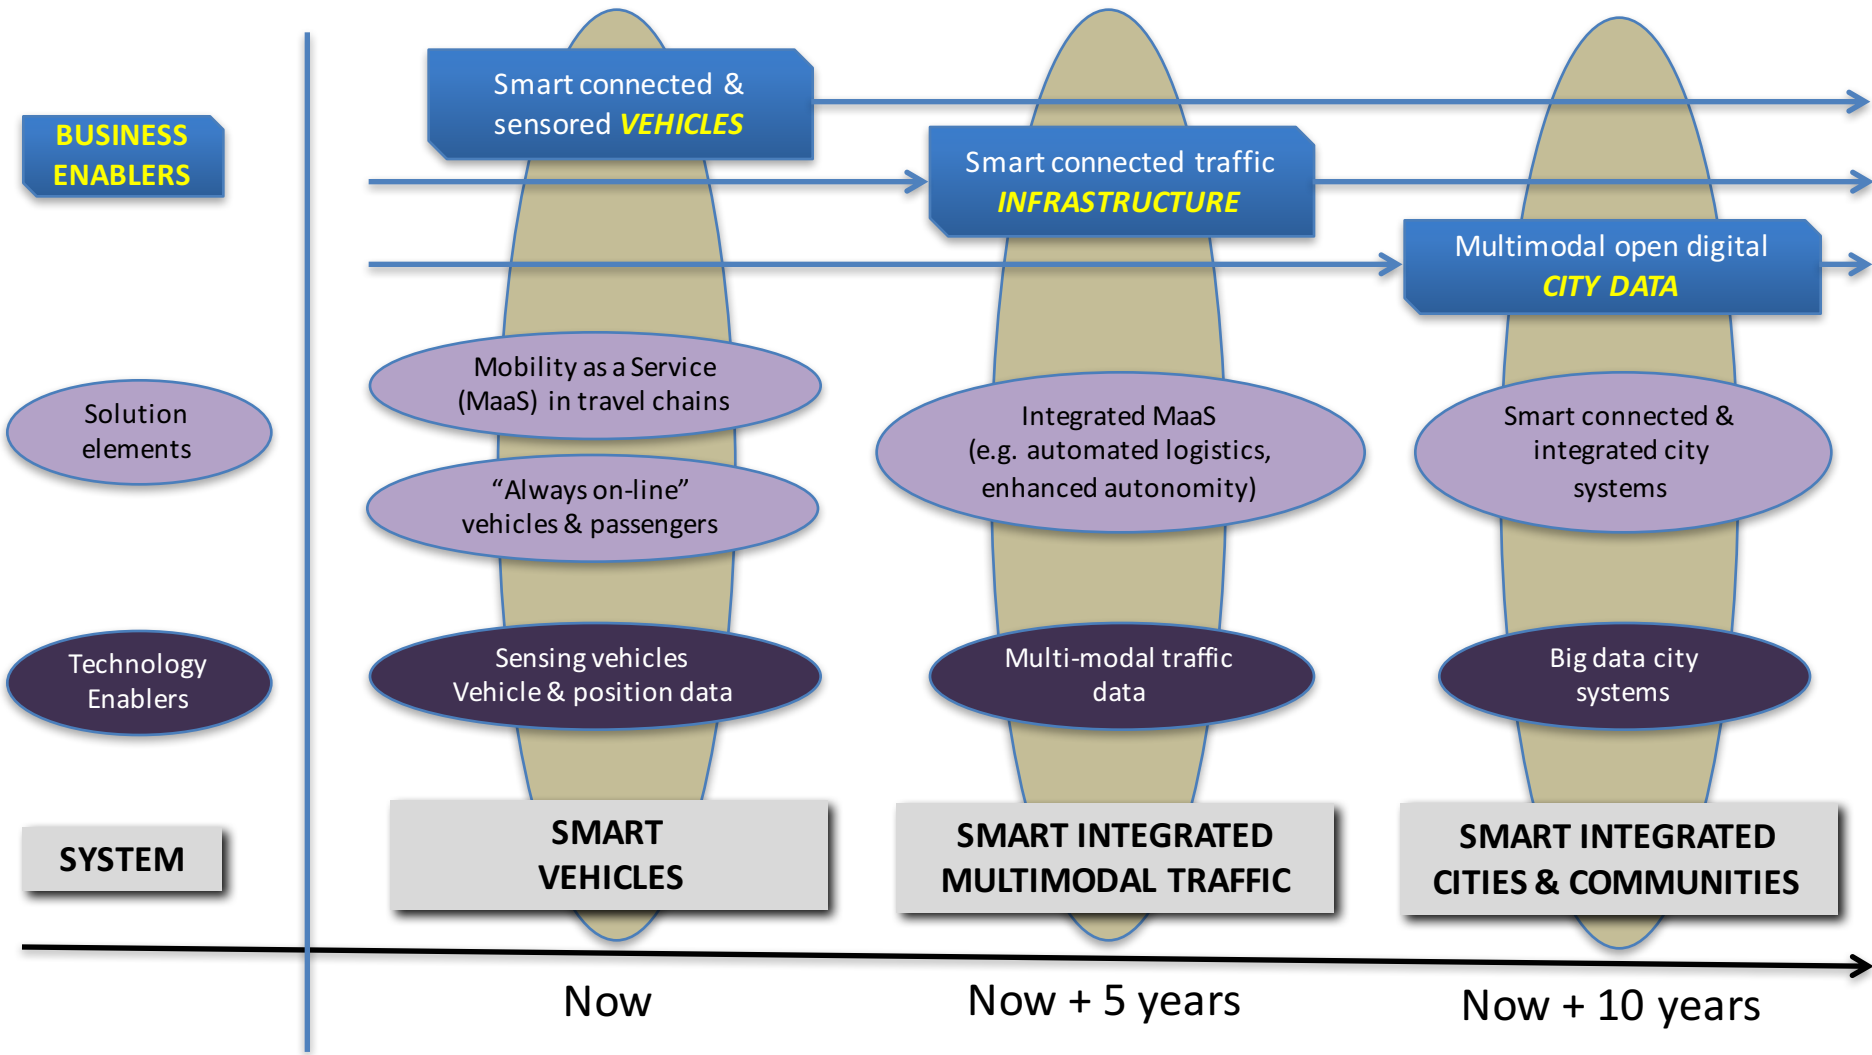 BUSINESS
ENABLERS
Smart connected &
sensored VEHICLES
Smart connected traffic
INFRASTRUCTURE
Multimodal open digital
CITY DATA
Solution
elements
Mobility as a Service
(MaaS) in travel chains
“Always on-line”
vehicles & passengers
Integrated MaaS
(e.g. automated logistics,
enhanced autonomity)
Smart connected &
integrated city
systems
Technology
Enablers
Sensing vehicles
Vehicle & position data
Multi-modal traffic
data
Big data city
systems
SYSTEM
SMART
VEHICLES
SMART INTEGRATED
MULTIMODAL TRAFFIC
SMART INTEGRATED
CITIES & COMMUNITIES
Now
Now + 5 years
Now + 10 years